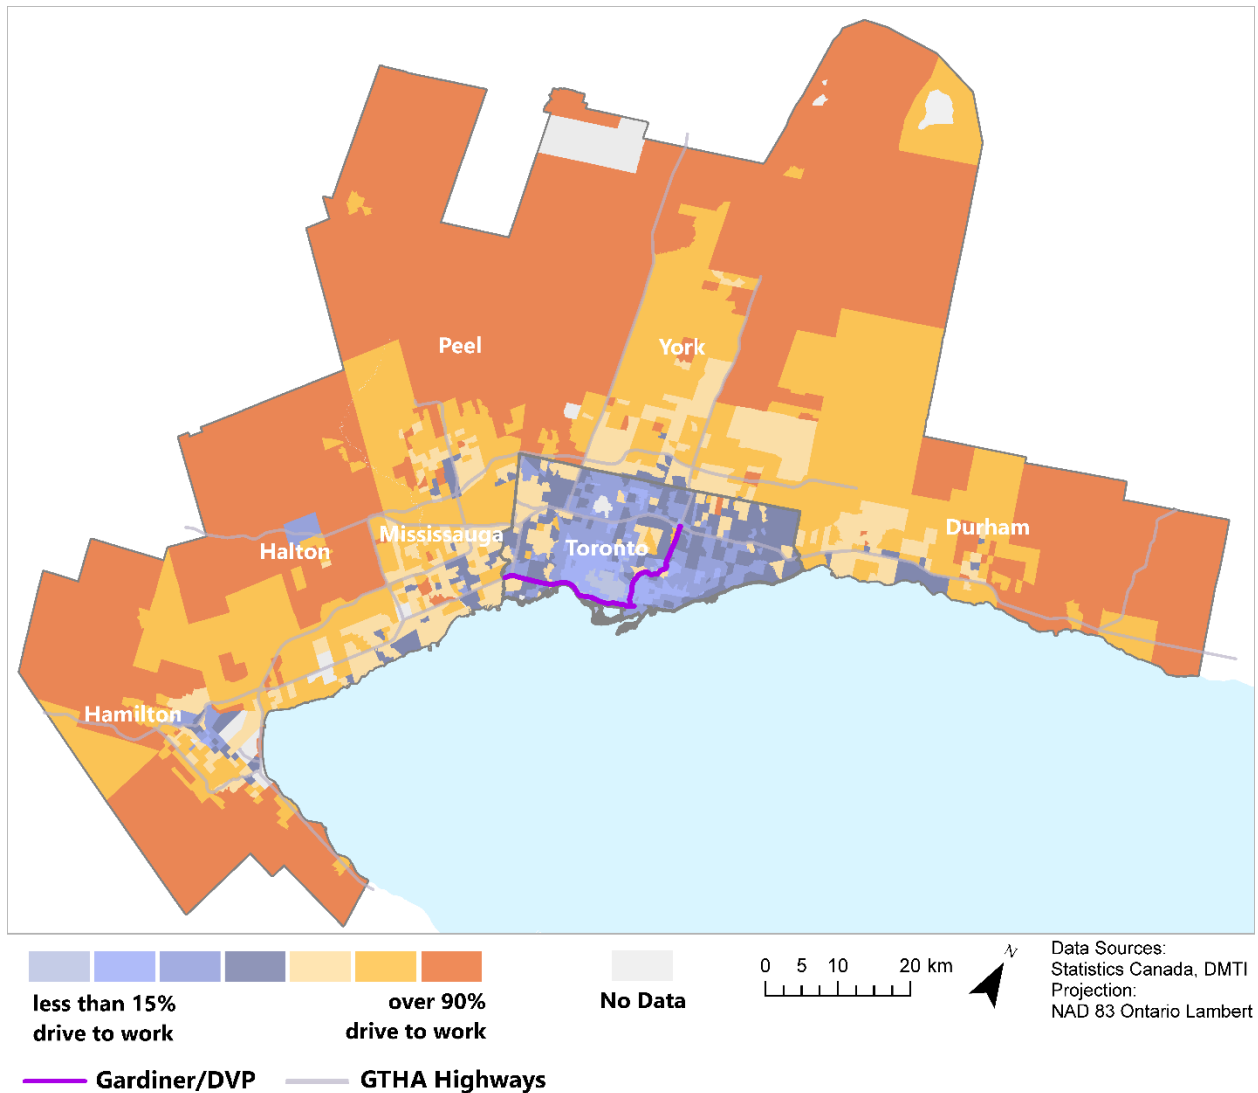 Peel
York
Mississauga
Halton
Toronto
Durham
Hamilton
less than 15%
drive to work
over 90%
drive to work
No Data
0 5 10 20 km
N
Data Sources:
Statistics Canada, DMTI
Projection:
NAD 83 Ontario Lambert
Gardiner/DVP
GTHA Highways